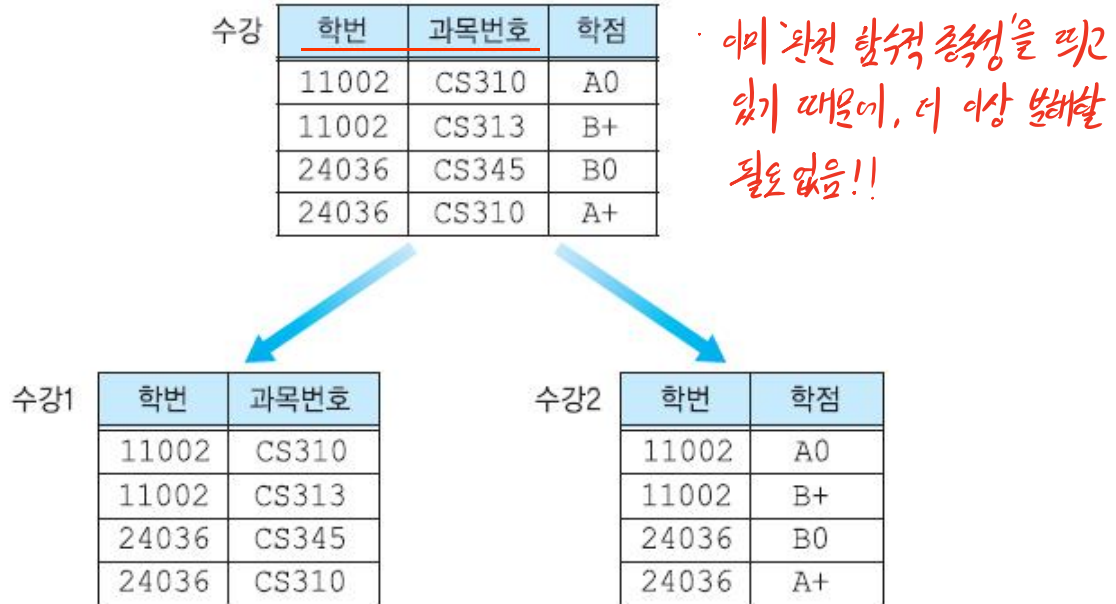 수강
학번 과목번호 학점
11002 CS310 A0
11002 CS313 B+
24036 CS345 B0
24036 CS310 A+
· 이미 '완전 함수적 종속성'을 띄고
있기 때문에, 더 이상 분해할
필요 없음!!
수강1
학번 과목번호
11002 CS310
11002 CS313
24036 CS345
24036 CS310
수강2
학번 학점
11002 A0
11002 B+
24036 B0
24036 A+